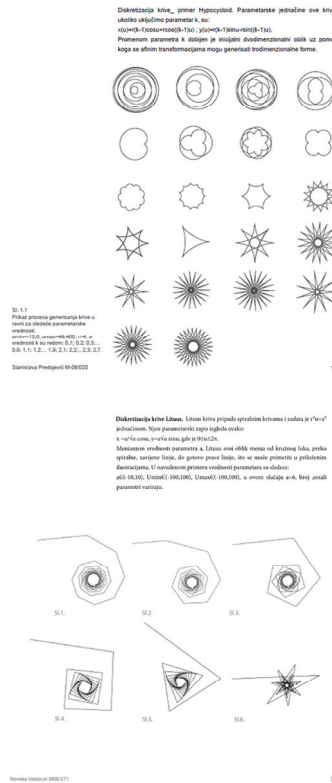 Diskretizacija krive_ primer Hypocycloid. Parametarske jednačine ove kriv
ukoliko uključimo parametar k, su:
x(u)=r(k-1)cosu+rcos((k-1)u) ; y(u)=r(k-1)sinu-rsin((k-1)u).
Promenom parametra k dobijen je inicijalni dvodimenzionalni oblik uz pomo
koga se afinim transformacijama mogu generisati trodimenzionalne forme.
Sl. 1.1
Prikaz procesa generisanja krive u
ravni za sledeće parametarske
vrednosti:
a k su redom: 0,1; 0,2; 0,3;...
0,9; 1,1; 1,2;... 1,9; 2,1; 2,2;...2,3; 2,7.
Stanislava Predojević M-08/020
Diskretizacija krive Lituus. Lituus kriva pripada spiralnim krivama i zadata je r²u=a²
jednačinom. Njen parametarski zapis izgleda ovako:
x =a/√u cosu, y=a/√u sinu, gde je 0≤u≤2π.
Menjanjem vrednosti parametra a, Lituus svoj oblik menja od kružnog luka, preko
spiralne, zavijene linije, do gotovo prave linije, što se može primetiti u priloženim
ilustracijama. U navedenom primeru vrednosti parametara su sledeće:
a∈(-10,10), Umin∈(-100,100), Umax∈(-100,100), u ovom slučaju a=6, broj ostali
parametri variraju.
Sl.1.
Sl.2.
Sl.3.
Sl.4.
Sl.5.
Sl.6.
Nevena Urošević M08/271